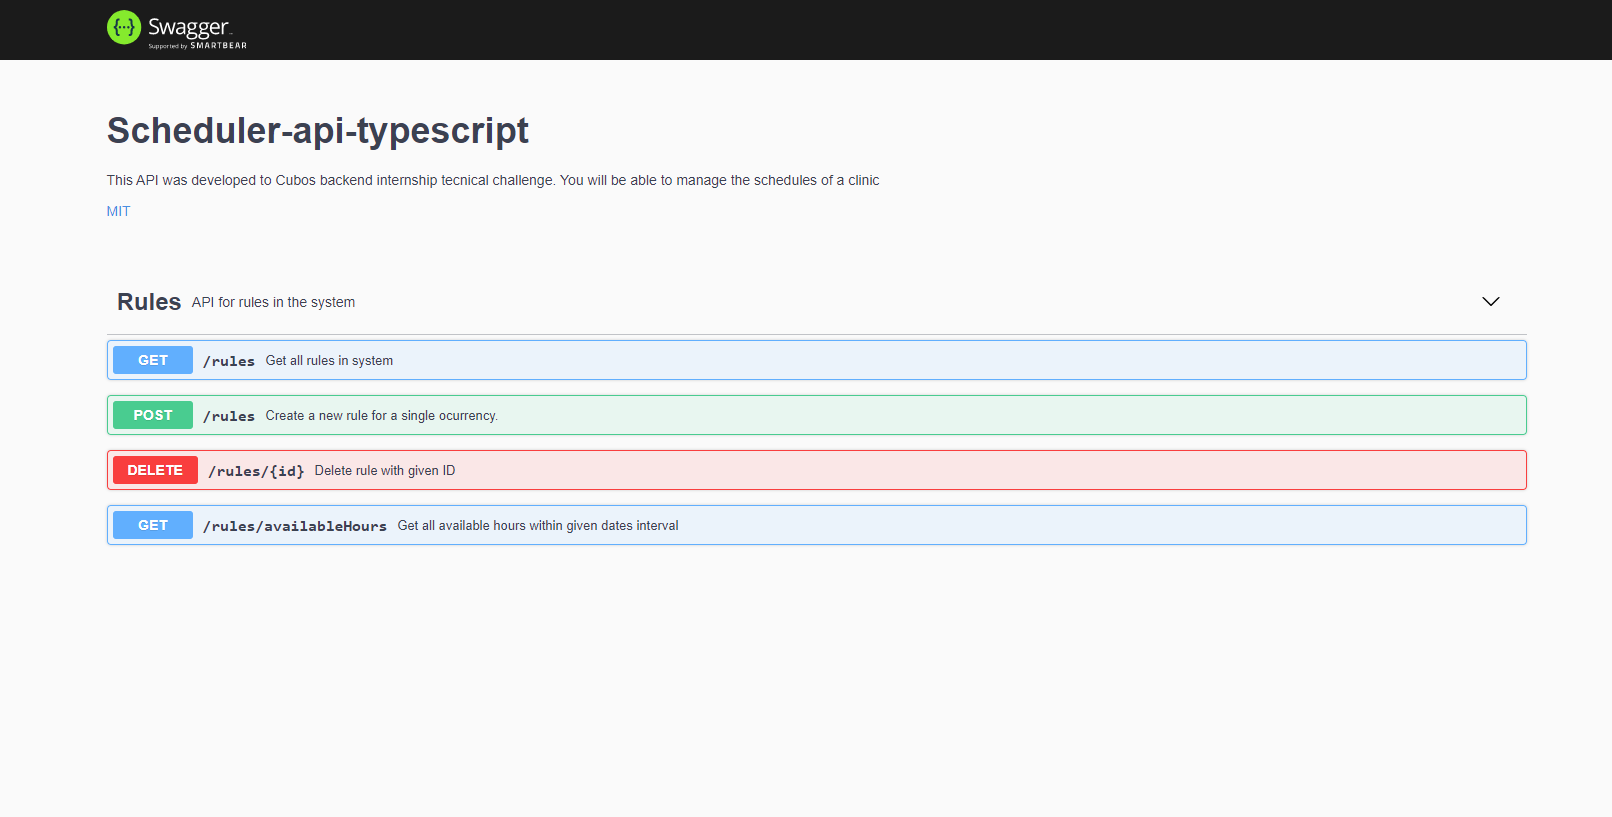 {···} Swagger
Supported by SMARTBEAR
Scheduler-api-typescript
This API was developed to Cubos backend internship tecnical challenge. You will be able to manage the schedules of a clinic
MIT
Rules API for rules in the system
GET /rules Get all rules in system
POST /rules Create a new rule for a single ocurrency.
DELETE /rules/{id} Delete rule with given ID
GET /rules/availableHours Get all available hours within given dates interval